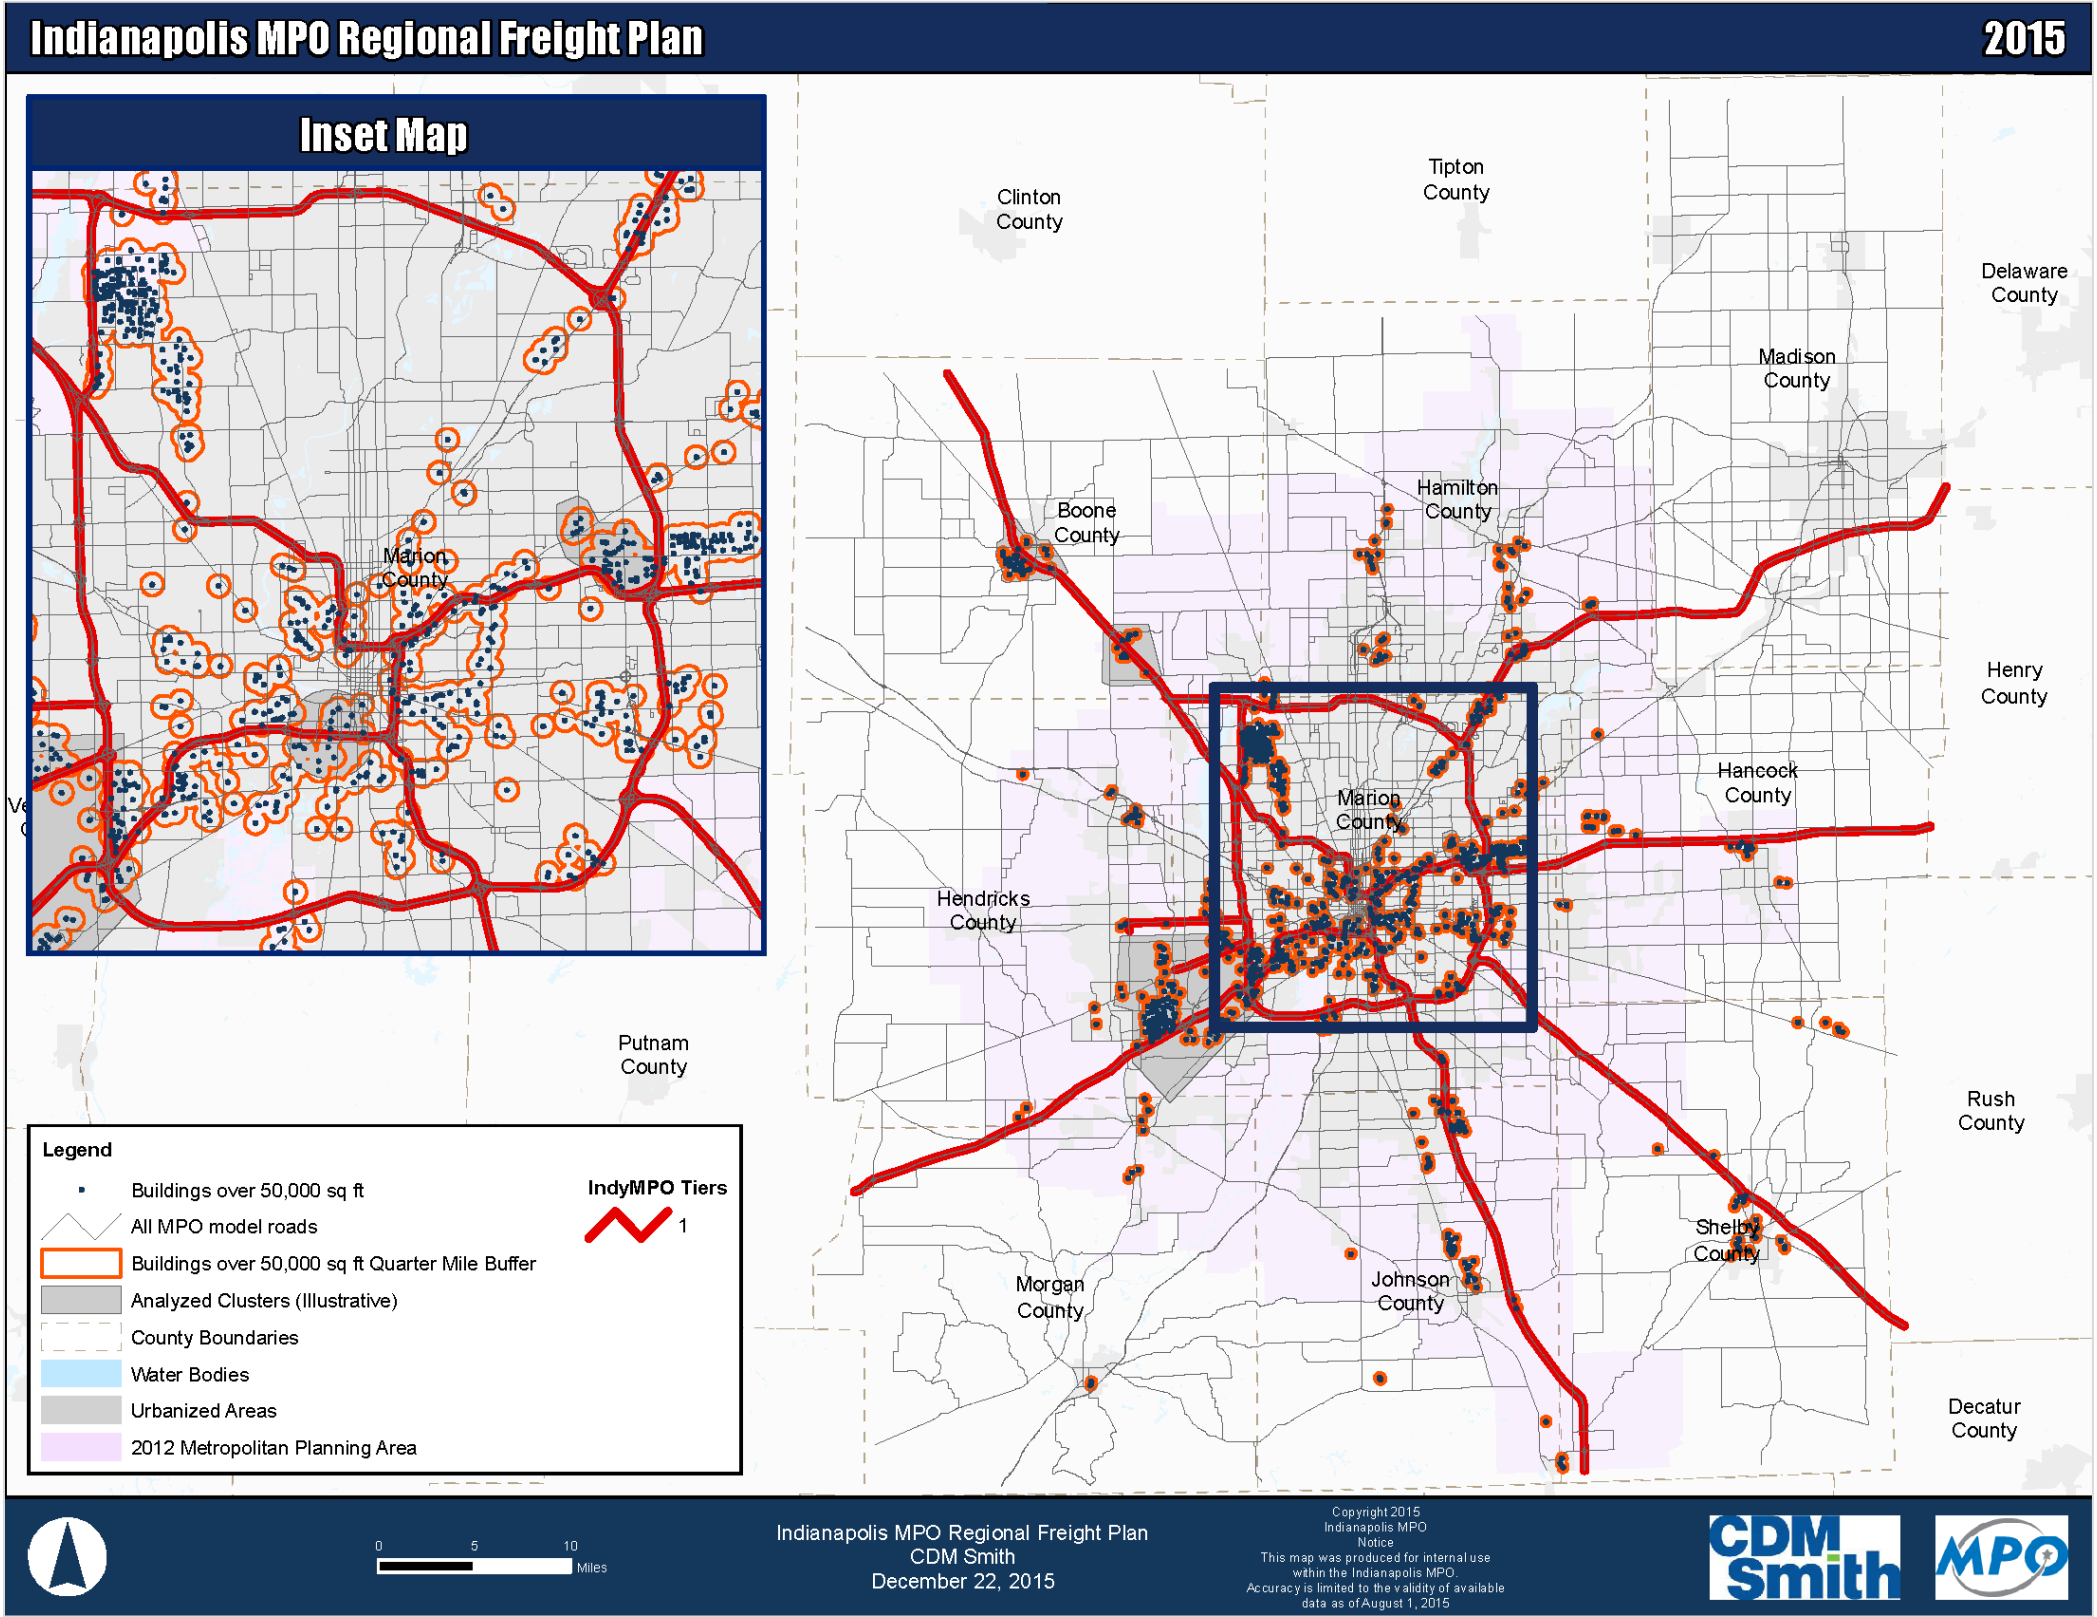 Indianapolis MPO Regional Freight Plan
2015
Inset Map
Marion
County
Clinton
County
Tipton
County
Delaware
County
Madison
County
Boone
County
Hamilton
County
Henry
County
Hancock
County
Marion
County
Hendricks
County
Putnam
County
Rush
County
Shelby
County
Morgan
County
Johnson
County
Decatur
County
Legend
Buildings over 50,000 sq ft
All MPO model roads
Buildings over 50,000 sq ft Quarter Mile Buffer
Analyzed Clusters (Illustrative)
County Boundaries
Water Bodies
Urbanized Areas
2012 Metropolitan Planning Area
IndyMPO Tiers
1
0 5 10
Miles
Indianapolis MPO Regional Freight Plan
CDM Smith
December 22, 2015
Copyright 2015
Indianapolis MPO
Notice
This map was produced for internal use
within the Indianapolis MPO.
Accuracy is limited to the validity of available
data as of August 1, 2015
CDM
Smith
MPO